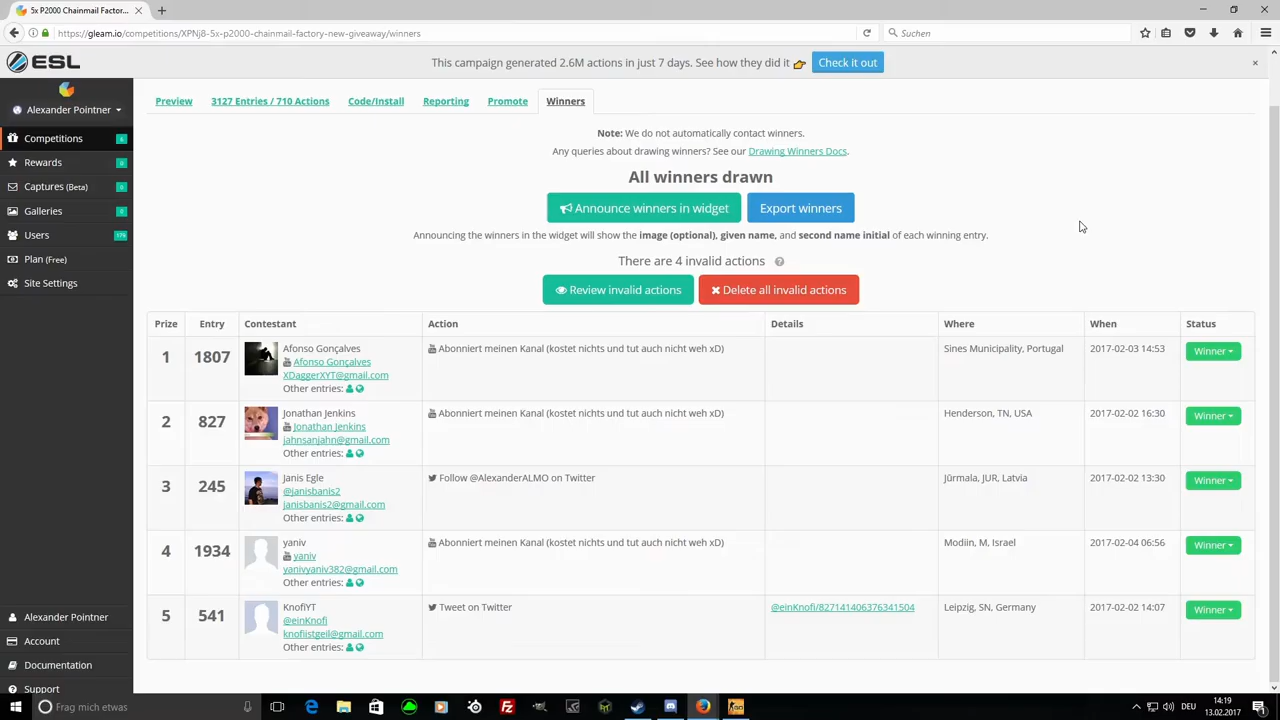 5x P2000 Chainmail Factor...
https://gleam.io/competitions/XPNj8-5x-p2000-chainmail-factory-new-giveaway/winners
Suchen
ESL
This campaign generated 2.6M actions in just 7 days. See how they did it 👉 Check it out
Alexander Pointner
Competitions
Rewards
Captures (Beta)
Galleries
Users 179
Plan (Free)
Site Settings
Preview 3127 Entries / 710 Actions Code/Install Reporting Promote Winners
Note: We do not automatically contact winners.
Any queries about drawing winners? See our Drawing Winners Docs.
All winners drawn
Announce winners in widget Export winners
Announcing the winners in the widget will show the image (optional), given name, and second name initial of each winning entry.
There are 4 invalid actions ?
Review invalid actions Delete all invalid actions
Prize Entry Contestant Action Details Where When Status
1 1807 Afonso Gonçalves Abonniert meinen Kanal (kostet nichts und tut auch nicht weh xD) Sines Municipality, Portugal 2017-02-03 14:53 Winner
Afonso Gonçalves
XDaggerXYT@gmail.com
Other entries:
2 827 Jonathan Jenkins Abonniert meinen Kanal (kostet nichts und tut auch nicht weh xD) Henderson, TN, USA 2017-02-02 16:30 Winner
Jonathan Jenkins
jahnsanjahn@gmail.com
Other entries:
3 245 Janis Egle Follow @AlexanderALMO on Twitter Jūrmala, JUR, Latvia 2017-02-02 13:30 Winner
@janisbanis2
janisbanis2@gmail.com
Other entries:
4 1934 yaniv Abonniert meinen Kanal (kostet nichts und tut auch nicht weh xD) Modiin, M, Israel 2017-02-04 06:56 Winner
yaniv
yanivyaniv382@gmail.com
Other entries:
5 541 KnofiYT Tweet on Twitter @einKnofi/827141406376341504 Leipzig, SN, Germany 2017-02-02 14:07 Winner
@einKnofi
knofiistgeil@gmail.com
Other entries:
Alexander Pointner
Account
Documentation
Support
Frag mich etwas
DEU
14:19
13.02.2017